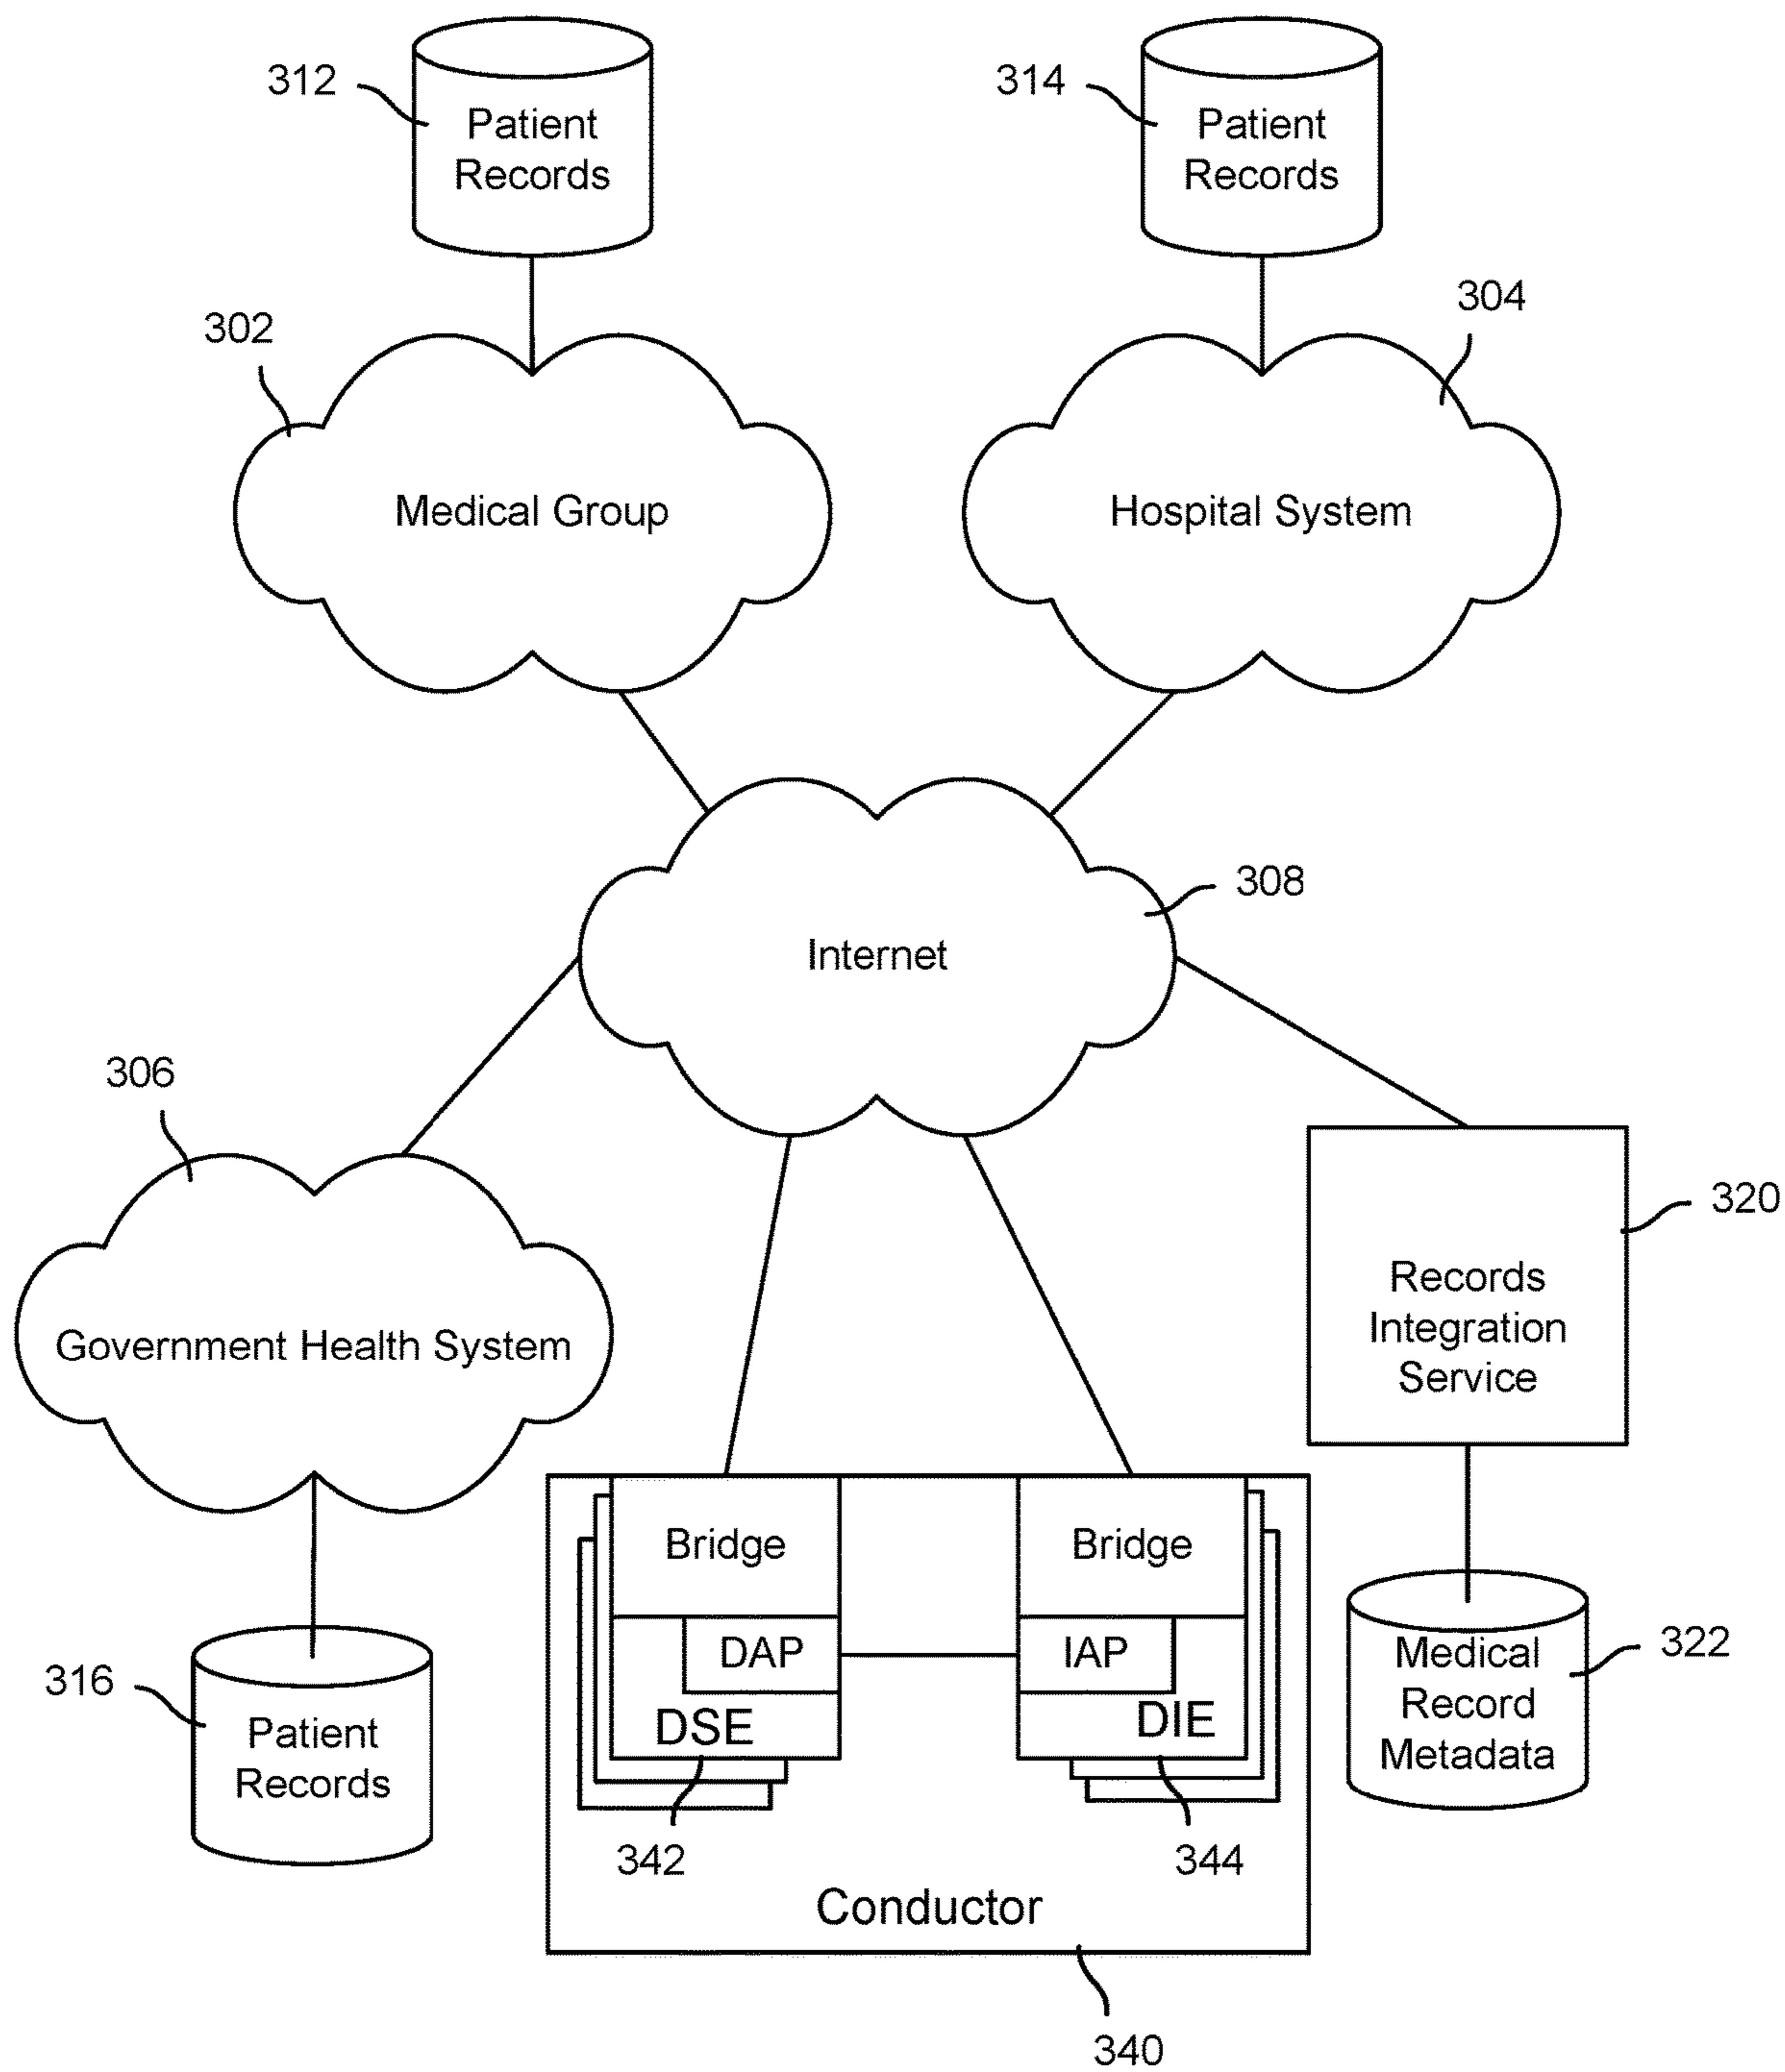 312
Patient
Records
314
Patient
Records
302
304
Medical Group
Hospital System
308
Internet
306
320
Government Health System
Records
Integration
Service
316
Patient
Records
Bridge
DAP
DSE
342
Bridge
IAP
DIE
344
Conductor
340
Medical
Record
Metadata
322